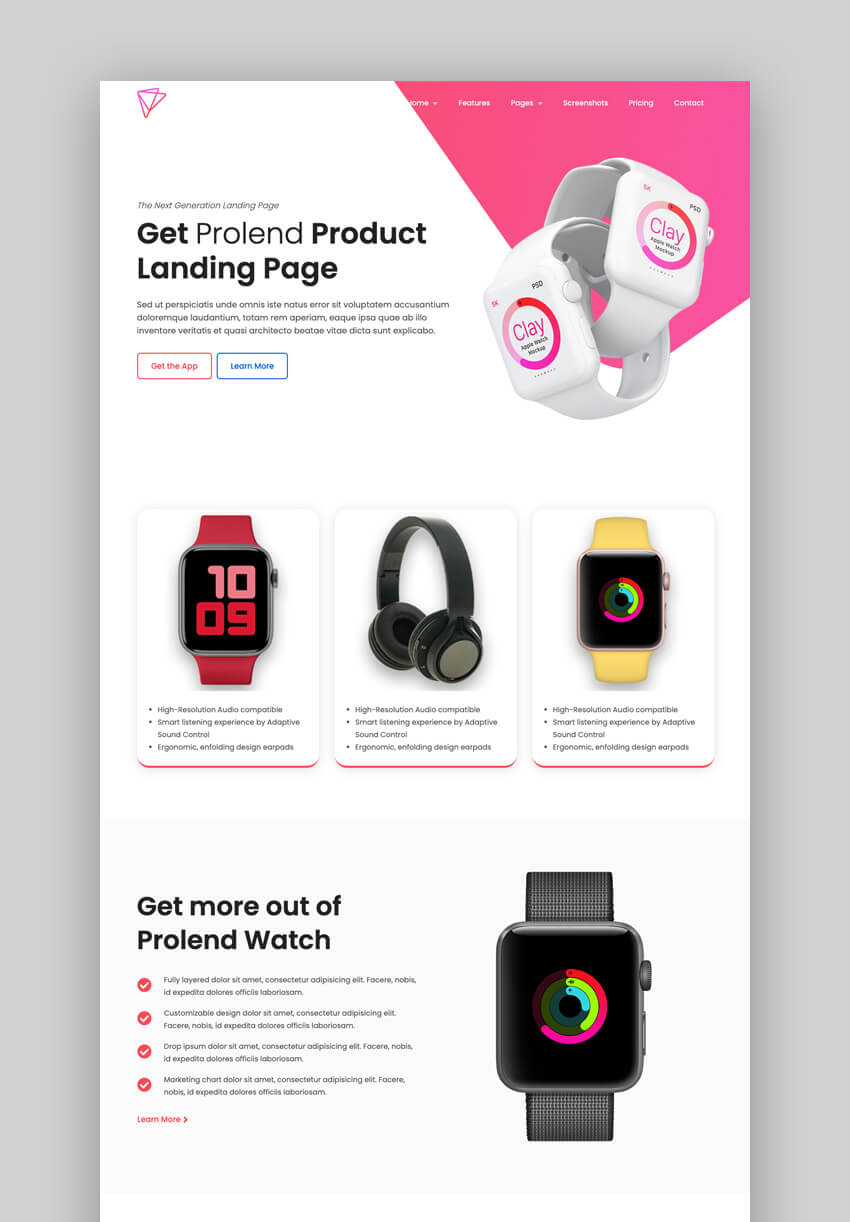 Home
Features
Pages
Screenshots
Pricing
Contact
The Next Generation Landing Page
Get Prolend Product
Landing Page
Sed ut perspiciatis unde omnis iste natus error sit voluptatem accusantium
doloremque laudantium, totam rem aperiam, eaque ipsa quae ab illo
inventore veritatis et quasi architecto beatae vitae dicta sunt explicabo.
Get the App
Learn More
5K
PSD
Clay
Apple Watch
Mockup
5K
PSD
Clay
Apple Watch
Mockup
10
09
• High-Resolution Audio compatible
• Smart listening experience by Adaptive
Sound Control
• Ergonomic, enfolding design earpads
• High-Resolution Audio compatible
• Smart listening experience by Adaptive
Sound Control
• Ergonomic, enfolding design earpads
• High-Resolution Audio compatible
• Smart listening experience by Adaptive
Sound Control
• Ergonomic, enfolding design earpads
Get more out of
Prolend Watch
Fully layered dolor sit amet, consectetur adipisicing elit. Facere, nobis,
id expedita dolores officiis laboriosam.
Customizable design dolor sit amet, consectetur adipisicing elit.
Facere, nobis, id expedita dolores officiis laboriosam.
Drop ipsum dolor sit amet, consectetur adipisicing elit. Facere, nobis,
id expedita dolores officiis laboriosam.
Marketing chart dolor sit amet, consectetur adipisicing elit. Facere,
nobis, id expedita dolores officiis laboriosam.
Learn More >